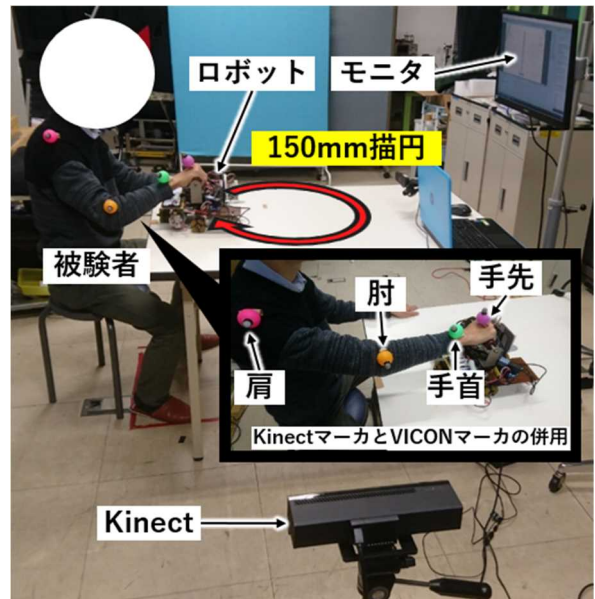 ロボット
モニタ
150mm描円
被験者
肘
手先
肩
手首
KinectマーカとVICONマーカの併用
Kinect